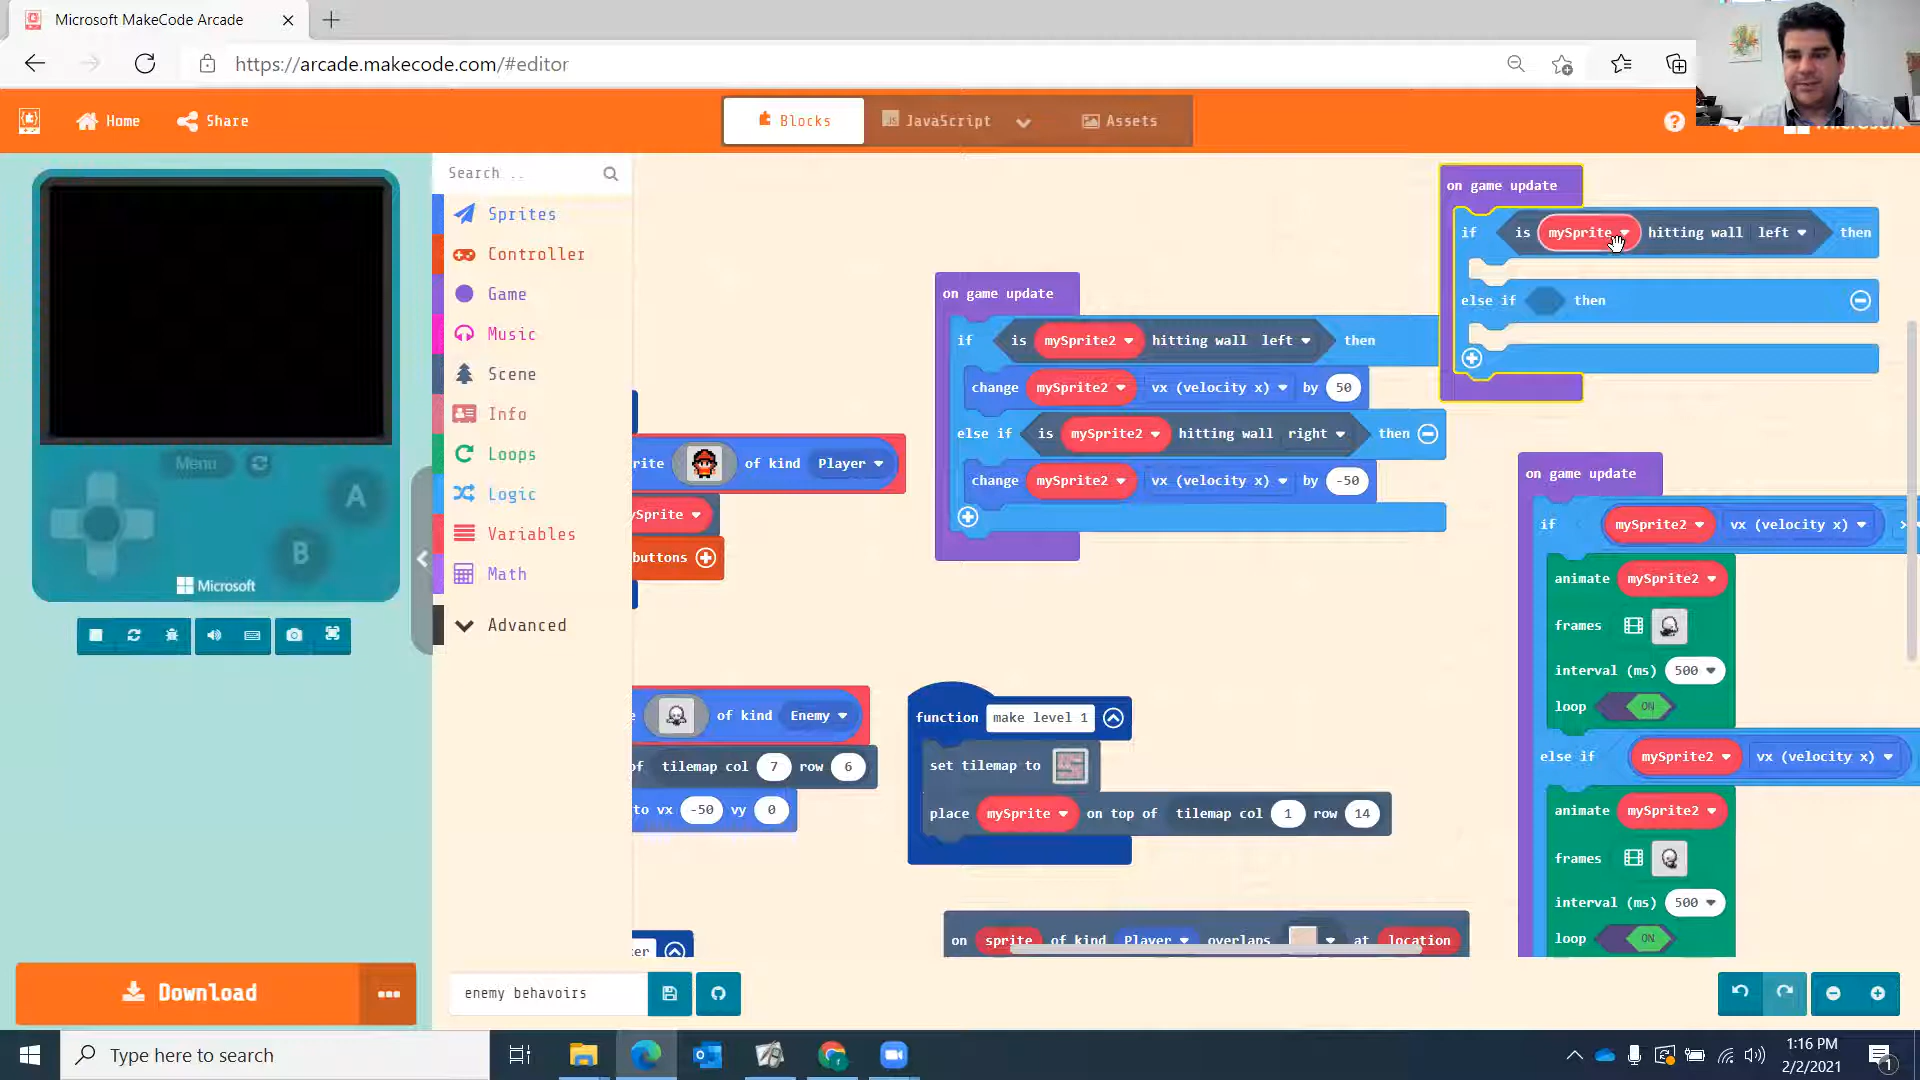 Microsoft MakeCode Arcade
https://arcade.makecode.com/#editor
Home
Share
Blocks
JavaScript
Assets
Search ..
Sprites
Controller
Game
Music
Scene
Info
Loops
Logic
Variables
Math
Advanced
Menu
A
B
Microsoft
Download
enemy behavoirs
on game update
if is mySprite hitting wall left then
else if then
on game update
if is mySprite2 hitting wall left then
change mySprite2 vx (velocity x) by 50
else if is mySprite2 hitting wall right then
change mySprite2 vx (velocity x) by -50
of kind Player
buttons
of kind Enemy
tilemap col 7 row 6
to vx -50 vy 0
function make level 1
set tilemap to
place mySprite on top of tilemap col 1 row 14
on sprite of kind Player overlaps at location
on game update
if mySprite2 vx (velocity x) >
animate mySprite2
frames
interval (ms) 500
loop ON
else if mySprite2 vx (velocity x)
animate mySprite2
frames
interval (ms) 500
loop ON
Type here to search
1:16 PM
2/2/2021
1